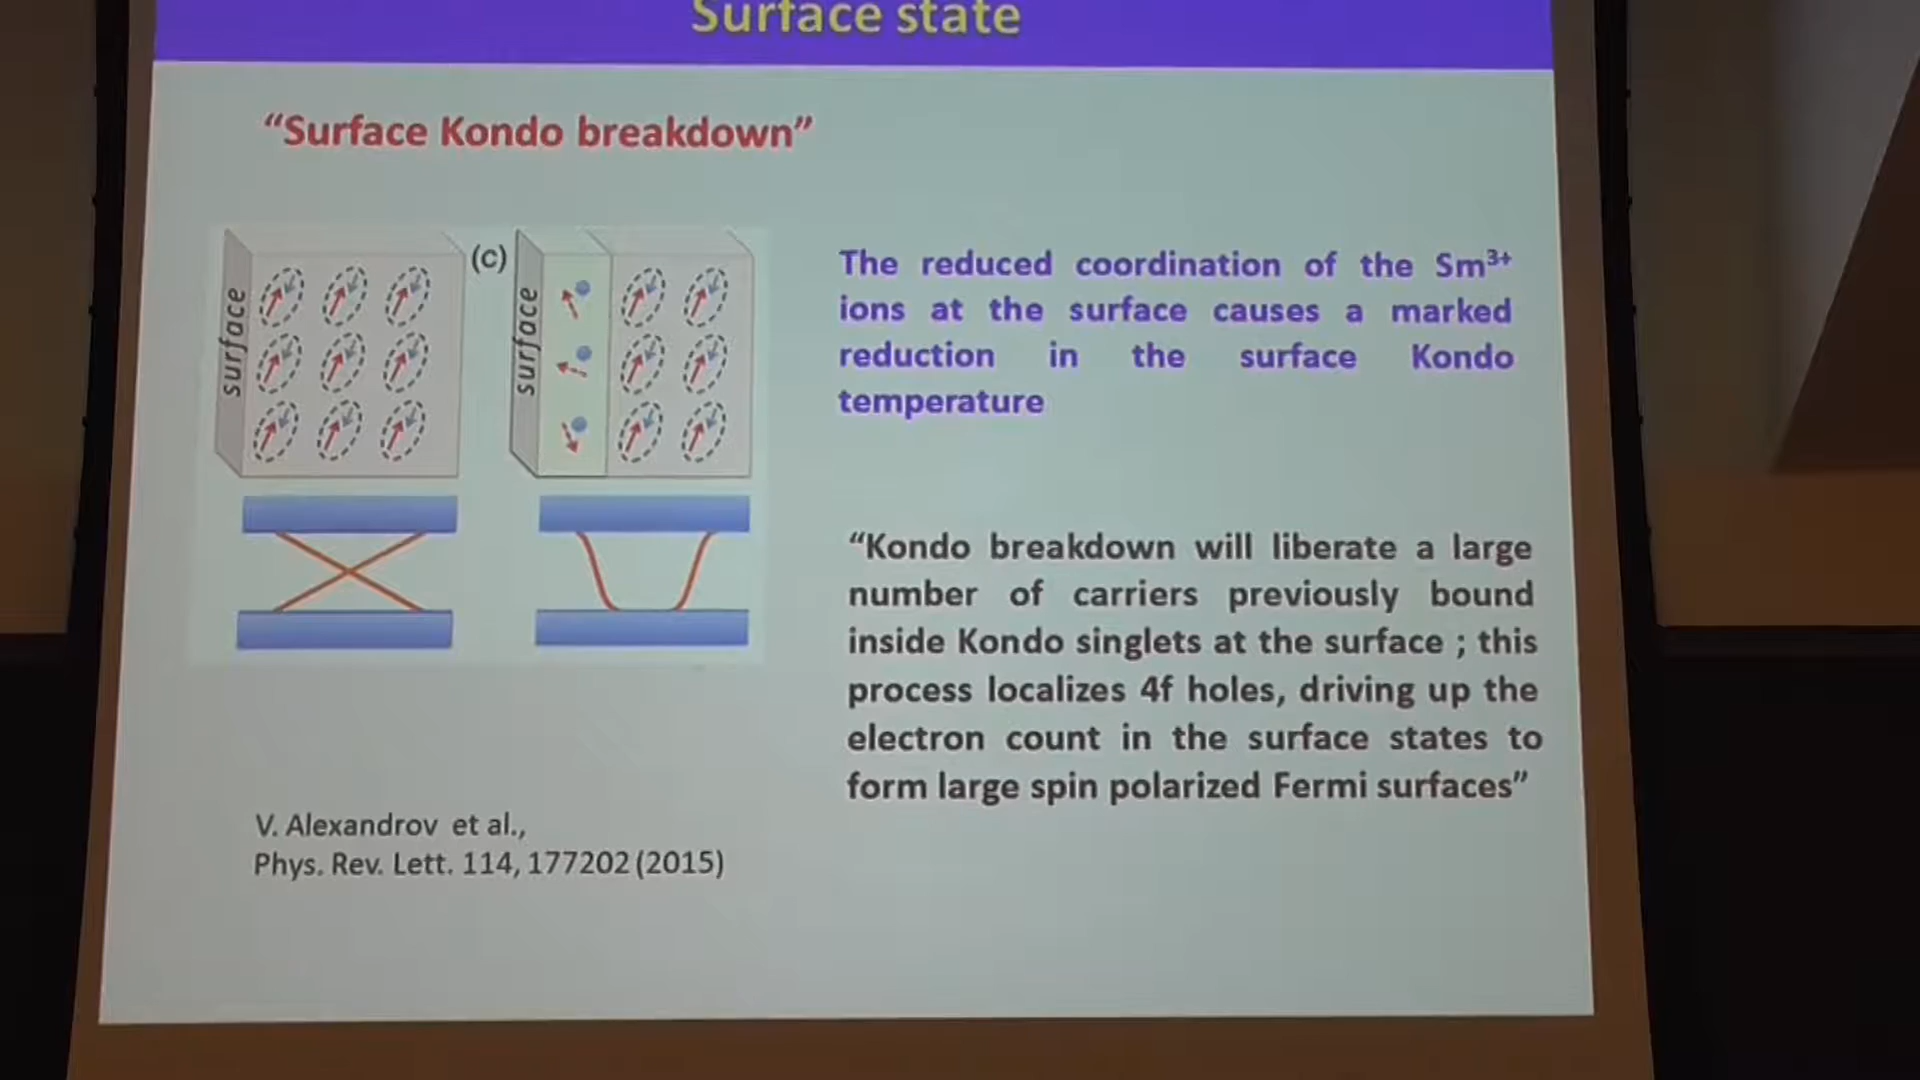 Surface state
“Surface Kondo breakdown”
surface
(c)
surface
The reduced coordination of the Sm³⁺
ions at the surface causes a marked
reduction in the surface Kondo
temperature
“Kondo breakdown will liberate a large
number of carriers previously bound
inside Kondo singlets at the surface ; this
process localizes 4f holes, driving up the
electron count in the surface states to
form large spin polarized Fermi surfaces”
V. Alexandrov et al.,
Phys. Rev. Lett. 114, 177202 (2015)